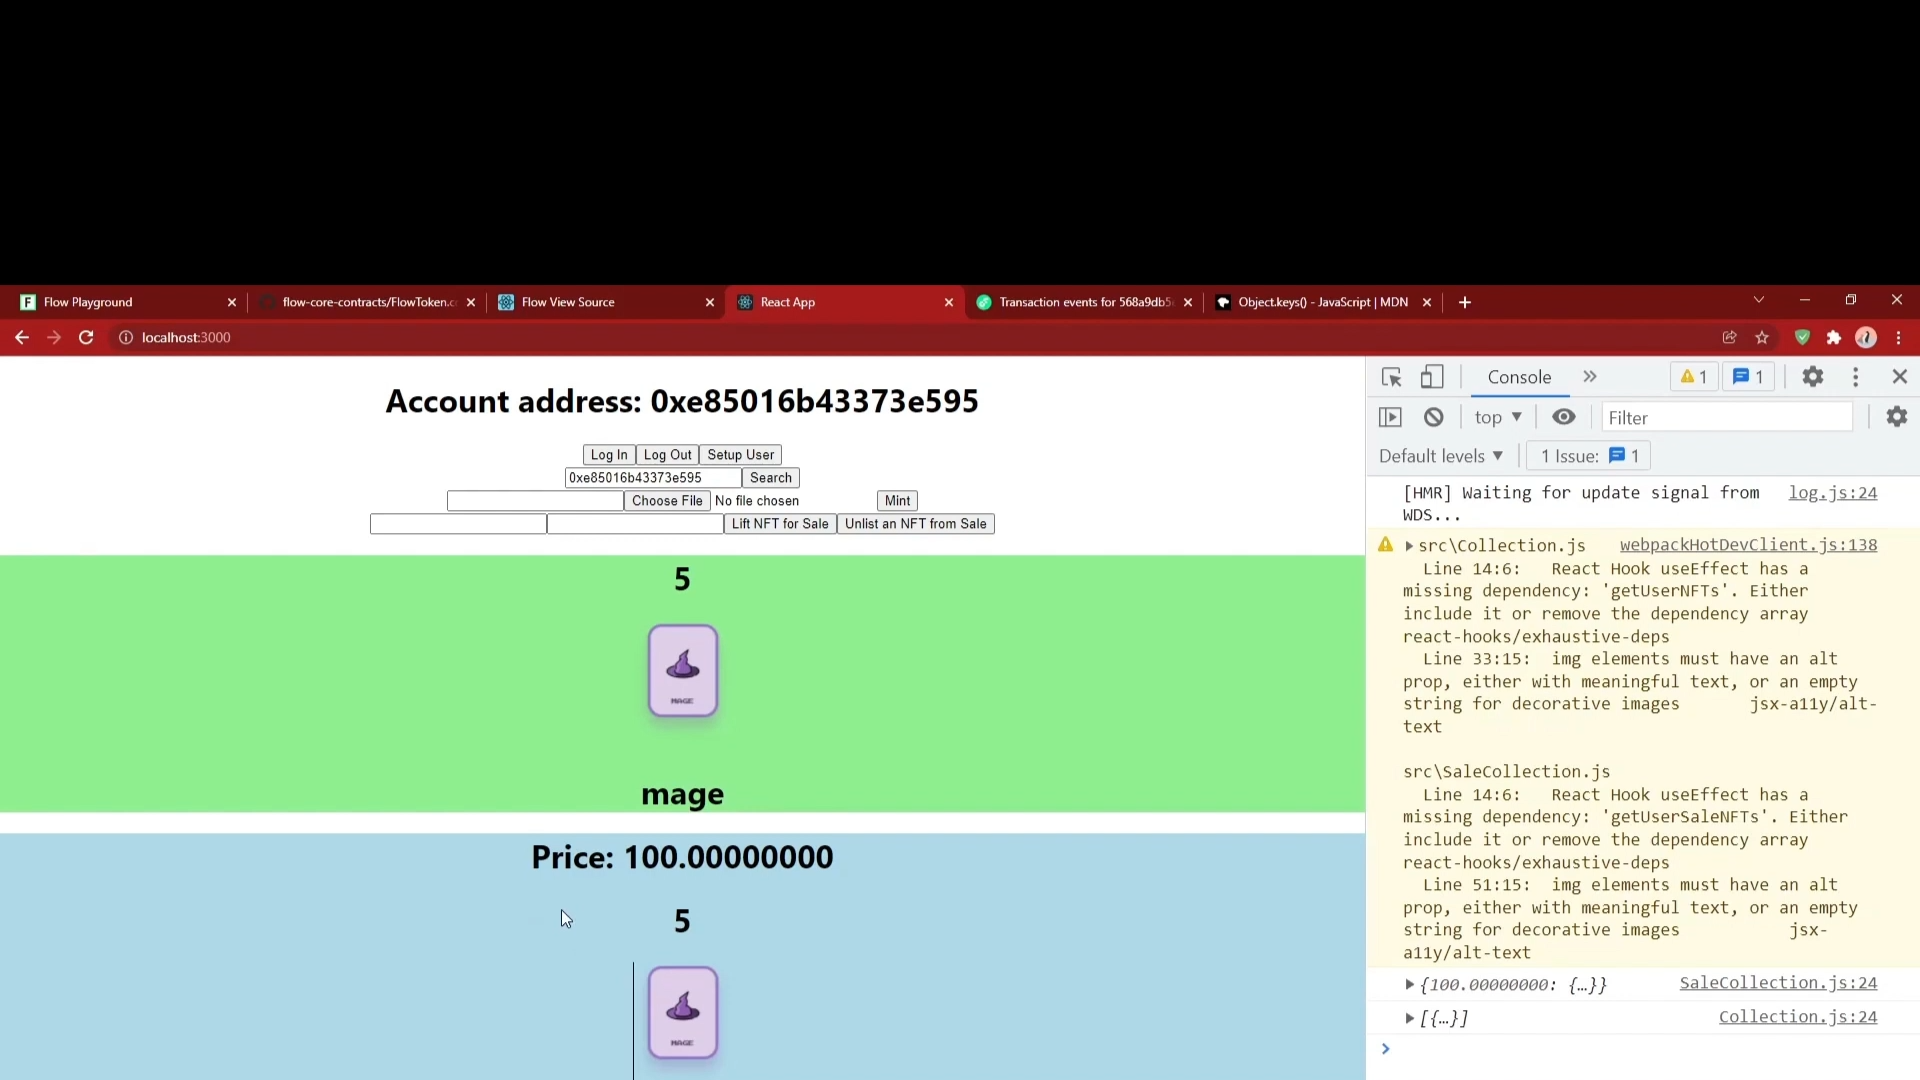 Flow Playground
flow-core-contracts/FlowToken.c
Flow View Source
React App
Transaction events for 568a9db5
Object.keys() - JavaScript | MDN
localhost:3000
Account address: 0xe85016b43373e595
Log In Log Out Setup User
0xe85016b43373e595 Search
Choose File No file chosen Mint
Lift NFT for Sale Unlist an NFT from Sale
5
MAGE
mage
Price: 100.00000000
5
MAGE
Console 1 1
top Filter
Default levels 1 Issue: 1
[HMR] Waiting for update signal from log.js:24
WDS...
src\Collection.js webpackHotDevClient.js:138
Line 14:6: React Hook useEffect has a
missing dependency: 'getUserNFTs'. Either
include it or remove the dependency array
react-hooks/exhaustive-deps
Line 33:15: img elements must have an alt
prop, either with meaningful text, or an empty
string for decorative images jsx-a11y/alt-
text
src\SaleCollection.js
Line 14:6: React Hook useEffect has a
missing dependency: 'getUserSaleNFTs'. Either
include it or remove the dependency array
react-hooks/exhaustive-deps
Line 51:15: img elements must have an alt
prop, either with meaningful text, or an empty
string for decorative images jsx-
a11y/alt-text
{100.00000000: {…}} SaleCollection.js:24
[{…}] Collection.js:24